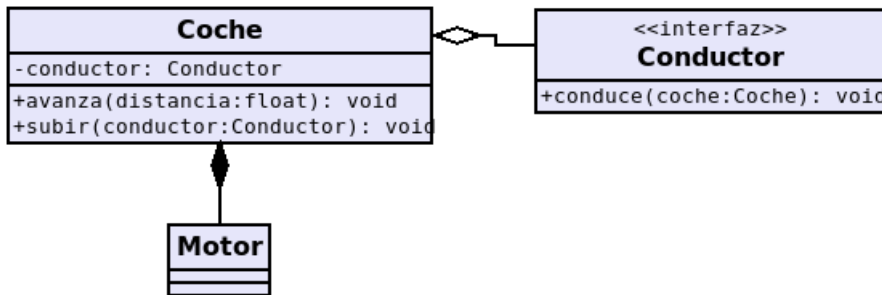 Coche
-conductor: Conductor
+avanza(distancia:float): void
+subir(conductor:Conductor): void
<<interfaz>>
Conductor
+conduce(coche:Coche): void
Motor